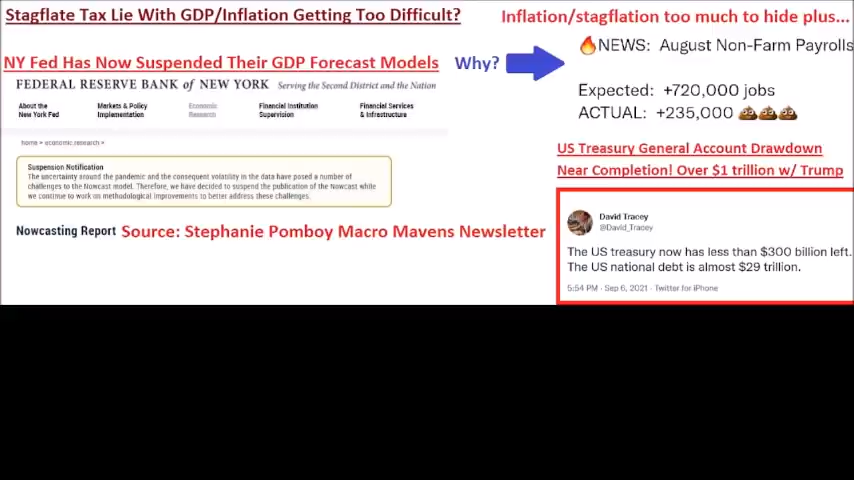 Stagflate Tax Lie With GDP/Inflation Getting Too Difficult?
NY Fed Has Now Suspended Their GDP Forecast Models
Why?
FEDERAL RESERVE BANK of NEW YORK Serving the Second District and the Nation
About the
New York Fed
Markets & Policy
Implementation
Economic
Research
Financial Institution
Supervision
Financial Services
& Infrastructure
home > economic research >
Suspension Notification
The uncertainty around the pandemic and the consequent volatility in the data have posed a number of
challenges to the Nowcast model. Therefore, we have decided to suspend the publication of the Nowcast while
we continue to work on methodological improvements to better address these challenges.
Nowcasting Report
Source: Stephanie Pomboy Macro Mavens Newsletter
Inflation/stagflation too much to hide plus...
🔥NEWS: August Non-Farm Payrolls
Expected: +720,000 jobs
ACTUAL: +235,000 💩💩💩
US Treasury General Account Drawdown
Near Completion! Over $1 trillion w/ Trump
David Tracey
@David_Tracey
The US treasury now has less than $300 billion left.
The US national debt is almost $29 trillion.
5:54 PM · Sep 6, 2021 · Twitter for iPhone